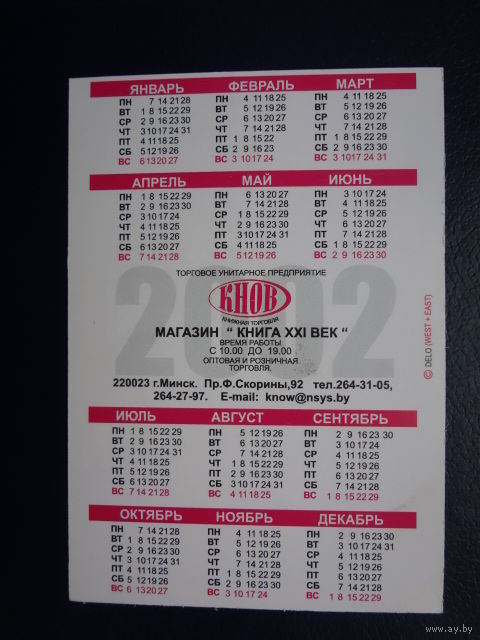 ЯНВАРЬ ФЕВРАЛЬ МАРТ
ПН 7 14 21 28 ПН 4 11 18 25 ПН 4 11 18 25
ВТ 1 8 15 22 29 ВТ 5 12 19 26 ВТ 5 12 19 26
СР 2 9 16 23 30 СР 6 13 20 27 СР 6 13 20 27
ЧТ 3 10 17 24 31 ЧТ 7 14 21 28 ЧТ 7 14 21 28
ПТ 4 11 18 25 ПТ 1 8 15 22 ПТ 1 8 15 22 29
СБ 5 12 19 26 СБ 2 9 16 23 СБ 2 9 16 23 30
ВС 6 13 20 27 ВС 3 10 17 24 ВС 3 10 17 24 31
АПРЕЛЬ МАЙ ИЮНЬ
ПН 1 8 15 22 29 ПН 6 13 20 27 ПН 3 10 17 24
ВТ 2 9 16 23 30 ВТ 7 14 21 28 ВТ 4 11 18 25
СР 3 10 17 24 СР 1 8 15 22 29 СР 5 12 19 26
ЧТ 4 11 18 25 ЧТ 2 9 16 23 30 ЧТ 6 13 20 27
ПТ 5 12 19 26 ПТ 3 10 17 24 31 ПТ 7 14 21 28
СБ 6 13 20 27 СБ 4 11 18 25 СБ 1 8 15 22 29
ВС 7 14 21 28 ВС 5 12 19 26 ВС 2 9 16 23 30
ТОРГОВОЕ УНИТАРНОЕ ПРЕДПРИЯТИЕ
2002
КНОВ
КНИЖНАЯ ТОРГОВЛЯ
МАГАЗИН " КНИГА XXI ВЕК "
ВРЕМЯ РАБОТЫ
С 10.00 ДО 19.00
ОПТОВАЯ И РОЗНИЧНАЯ
ТОРГОВЛЯ.
220023 г.Минск. Пр.Ф.Скорины,92 тел.264-31-05,
264-27-97. E-mail: know@nsys.by
© DELO (WEST + EAST)
ИЮЛЬ АВГУСТ СЕНТЯБРЬ
ПН 1 8 15 22 29 ПН 5 12 19 26 ПН 2 9 16 23 30
ВТ 2 9 16 23 30 ВТ 6 13 20 27 ВТ 3 10 17 24
СР 3 10 17 24 31 СР 7 14 21 28 СР 4 11 18 25
ЧТ 4 11 18 25 ЧТ 1 8 15 22 29 ЧТ 5 12 19 26
ПТ 5 12 19 26 ПТ 2 9 16 23 30 ПТ 6 13 20 27
СБ 6 13 20 27 СБ 3 10 17 24 31 СБ 7 14 21 28
ВС 7 14 21 28 ВС 4 11 18 25 ВС 1 8 15 22 29
ОКТЯБРЬ НОЯБРЬ ДЕКАБРЬ
ПН 7 14 21 28 ПН 4 11 18 25 ПН 2 9 16 23 30
ВТ 1 8 15 22 29 ВТ 5 12 19 26 ВТ 3 10 17 24 31
СР 2 9 16 23 30 СР 6 13 20 27 СР 4 11 18 25
ЧТ 3 10 17 24 31 ЧТ 7 14 21 28 ЧТ 5 12 19 26
ПТ 4 11 18 25 ПТ 1 8 15 22 29 ПТ 6 13 20 27
СБ 5 12 19 26 СБ 2 9 16 23 30 СБ 7 14 21 28
ВС 6 13 20 27 ВС 3 10 17 24 ВС 1 8 15 22 29
www.ay.by